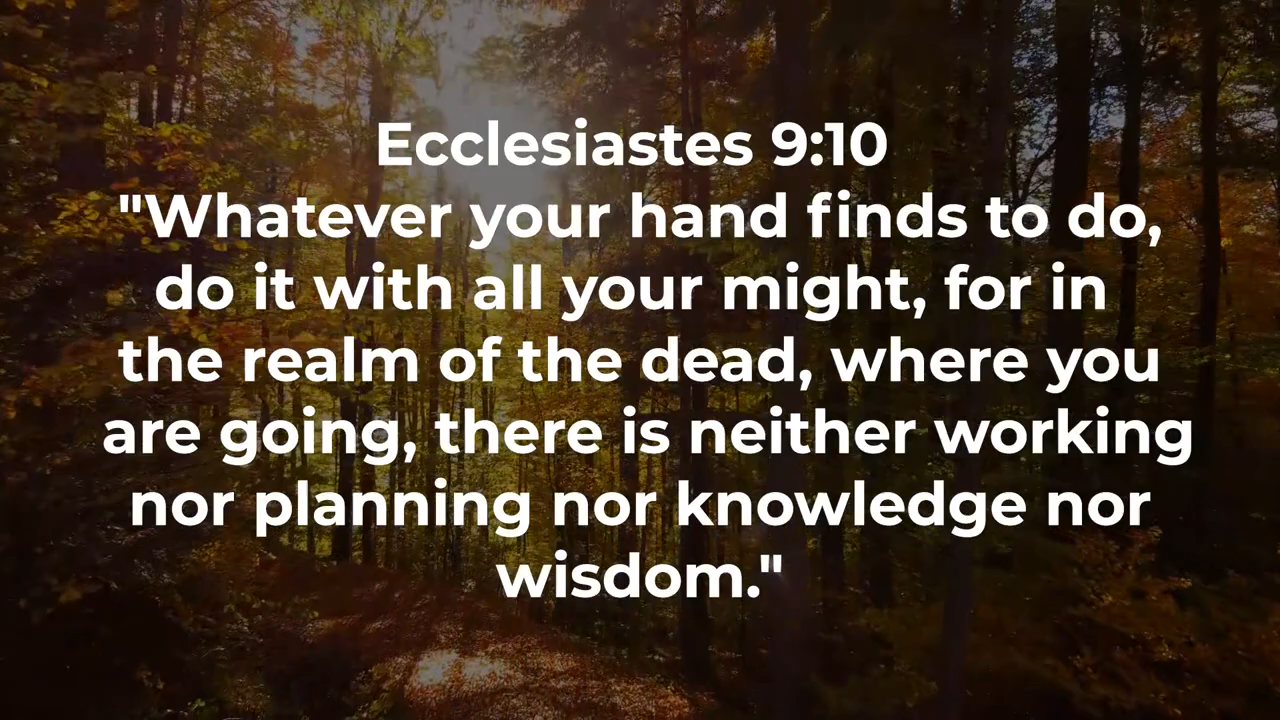 Ecclesiastes 9:10
"Whatever your hand finds to do,
do it with all your might, for in
the realm of the dead, where you
are going, there is neither working
nor planning nor knowledge nor
wisdom."